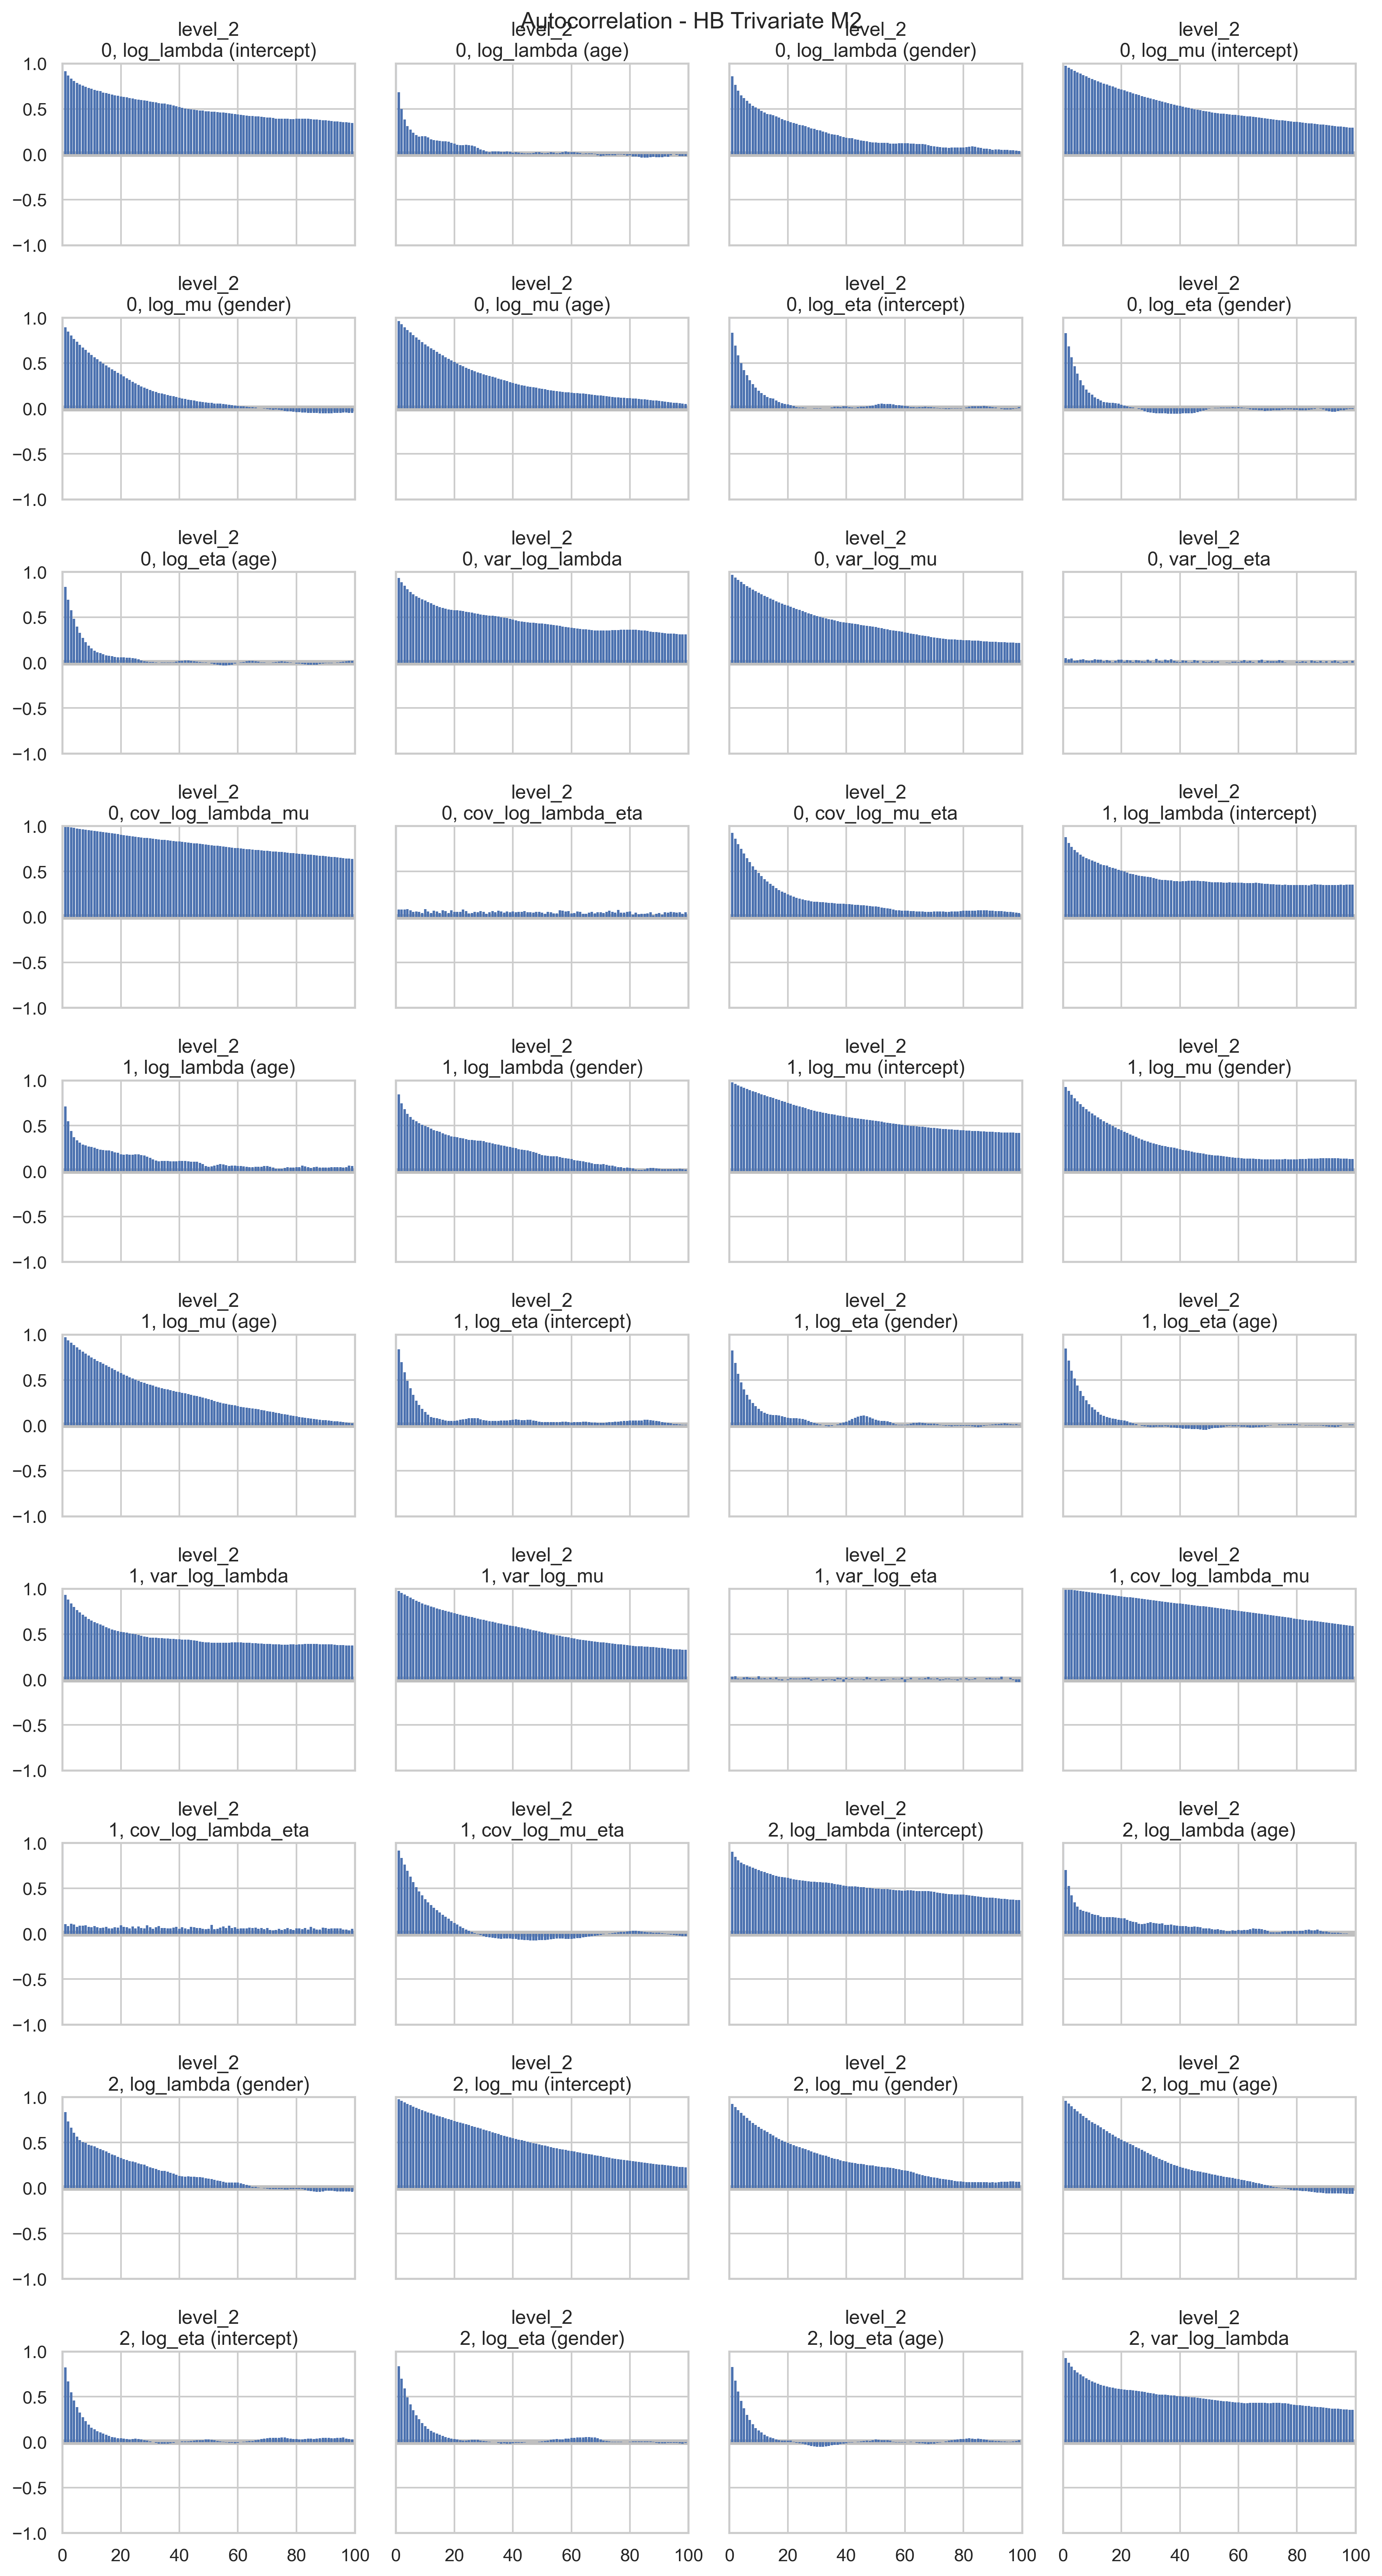 Autocorrelation - HB Trivariate M2
level_2 level_2 level_2 level_2
0, log_lambda (intercept) 0, log_lambda (age) 0, log_lambda (gender) 0, log_mu (intercept)
1.0
0.5
0.0
−0.5
−1.0
level_2 level_2 level_2 level_2
0, log_mu (gender) 0, log_mu (age) 0, log_eta (intercept) 0, log_eta (gender)
1.0
0.5
0.0
−0.5
−1.0
level_2 level_2 level_2 level_2
0, log_eta (age) 0, var_log_lambda 0, var_log_mu 0, var_log_eta
1.0
0.5
0.0
−0.5
−1.0
level_2 level_2 level_2 level_2
0, cov_log_lambda_mu 0, cov_log_lambda_eta 0, cov_log_mu_eta 1, log_lambda (intercept)
1.0
0.5
0.0
−0.5
−1.0
level_2 level_2 level_2 level_2
1, log_lambda (age) 1, log_lambda (gender) 1, log_mu (intercept) 1, log_mu (gender)
1.0
0.5
0.0
−0.5
−1.0
level_2 level_2 level_2 level_2
1, log_mu (age) 1, log_eta (intercept) 1, log_eta (gender) 1, log_eta (age)
1.0
0.5
0.0
−0.5
−1.0
level_2 level_2 level_2 level_2
1, var_log_lambda 1, var_log_mu 1, var_log_eta 1, cov_log_lambda_mu
1.0
0.5
0.0
−0.5
−1.0
level_2 level_2 level_2 level_2
1, cov_log_lambda_eta 1, cov_log_mu_eta 2, log_lambda (intercept) 2, log_lambda (age)
1.0
0.5
0.0
−0.5
−1.0
level_2 level_2 level_2 level_2
2, log_lambda (gender) 2, log_mu (intercept) 2, log_mu (gender) 2, log_mu (age)
1.0
0.5
0.0
−0.5
−1.0
level_2 level_2 level_2 level_2
2, log_eta (intercept) 2, log_eta (gender) 2, log_eta (age) 2, var_log_lambda
1.0
0.5
0.0
−0.5
−1.0
0 20 40 60 80 100 0 20 40 60 80 100 0 20 40 60 80 100 0 20 40 60 80 100